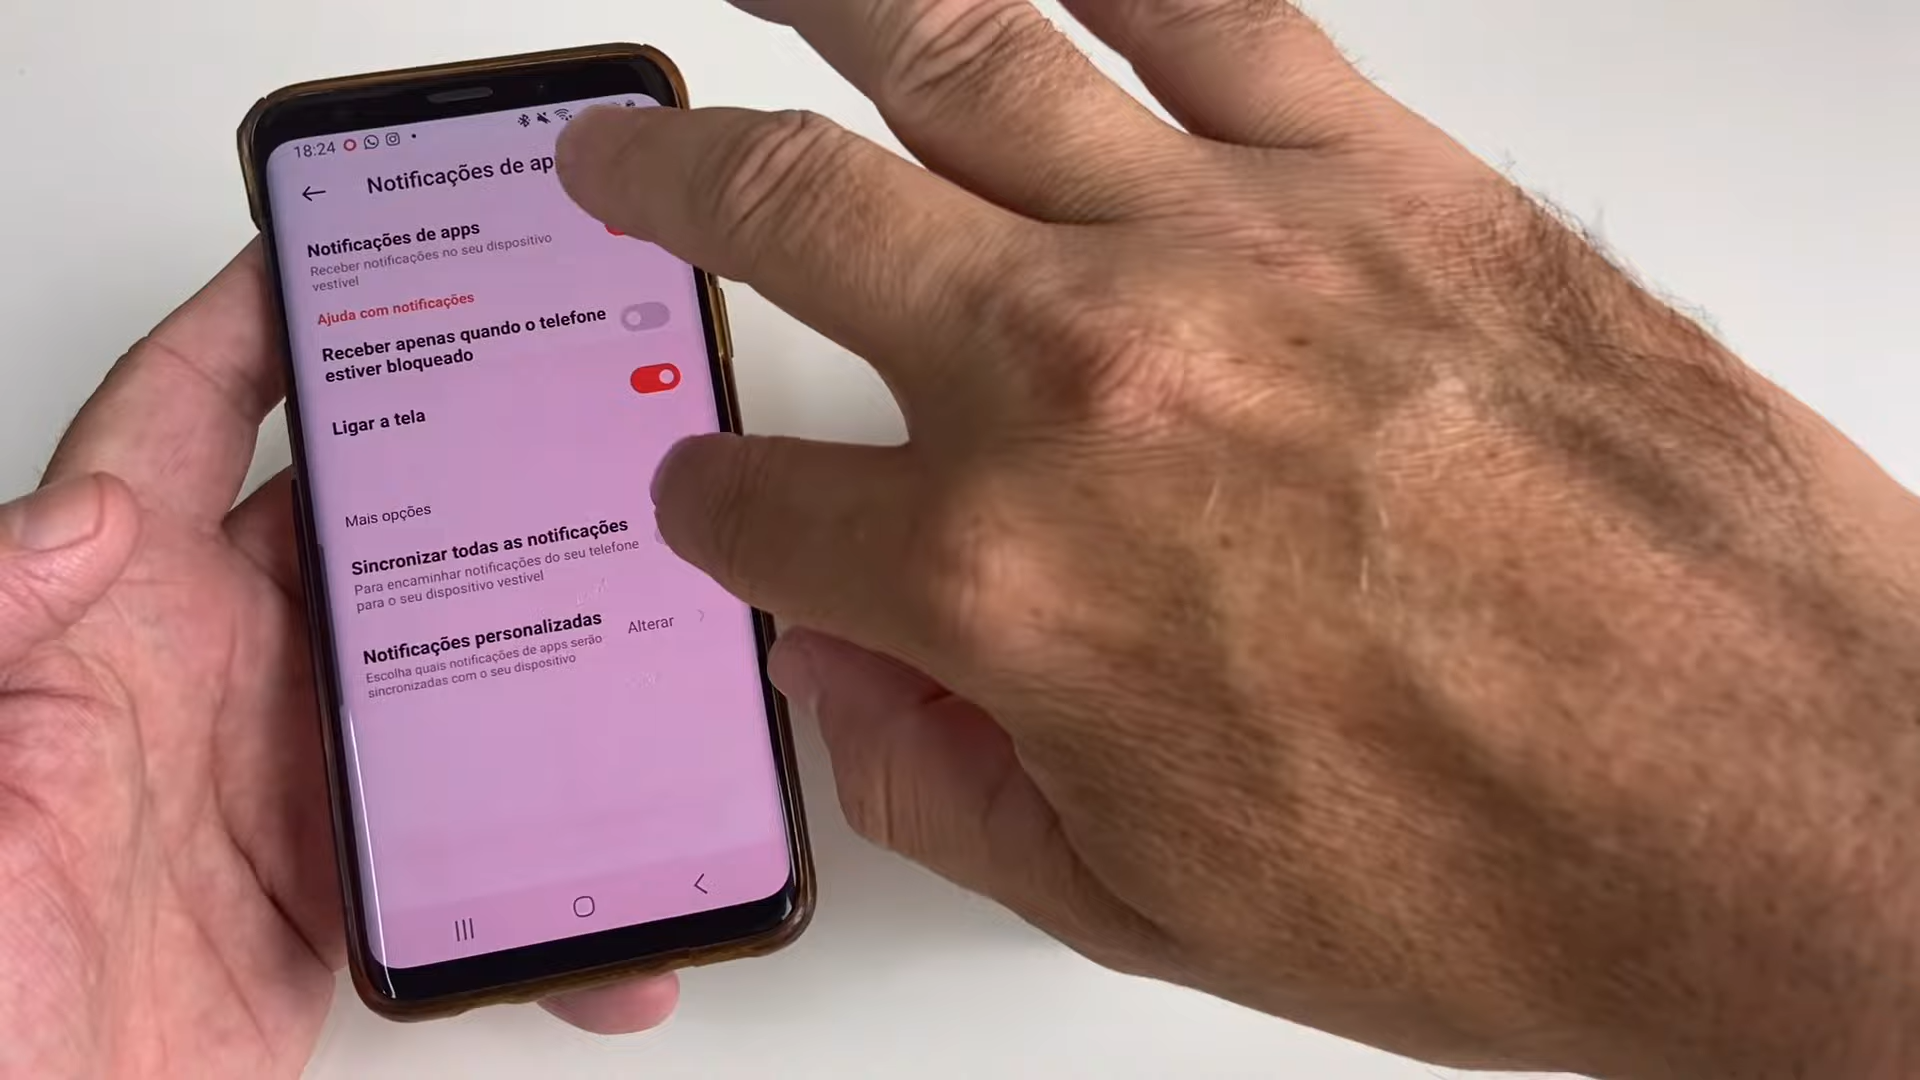 18:24
Notificações de ap
Notificações de apps
Receber notificações no seu dispositivo
vestível
Ajuda com notificações
Receber apenas quando o telefone
estiver bloqueado
Ligar a tela
Mais opções
Sincronizar todas as notificações
Para encaminhar notificações do seu telefone
para o seu dispositivo vestível
Notificações personalizadas
Alterar
Escolha quais notificações de apps serão
sincronizadas com o seu dispositivo